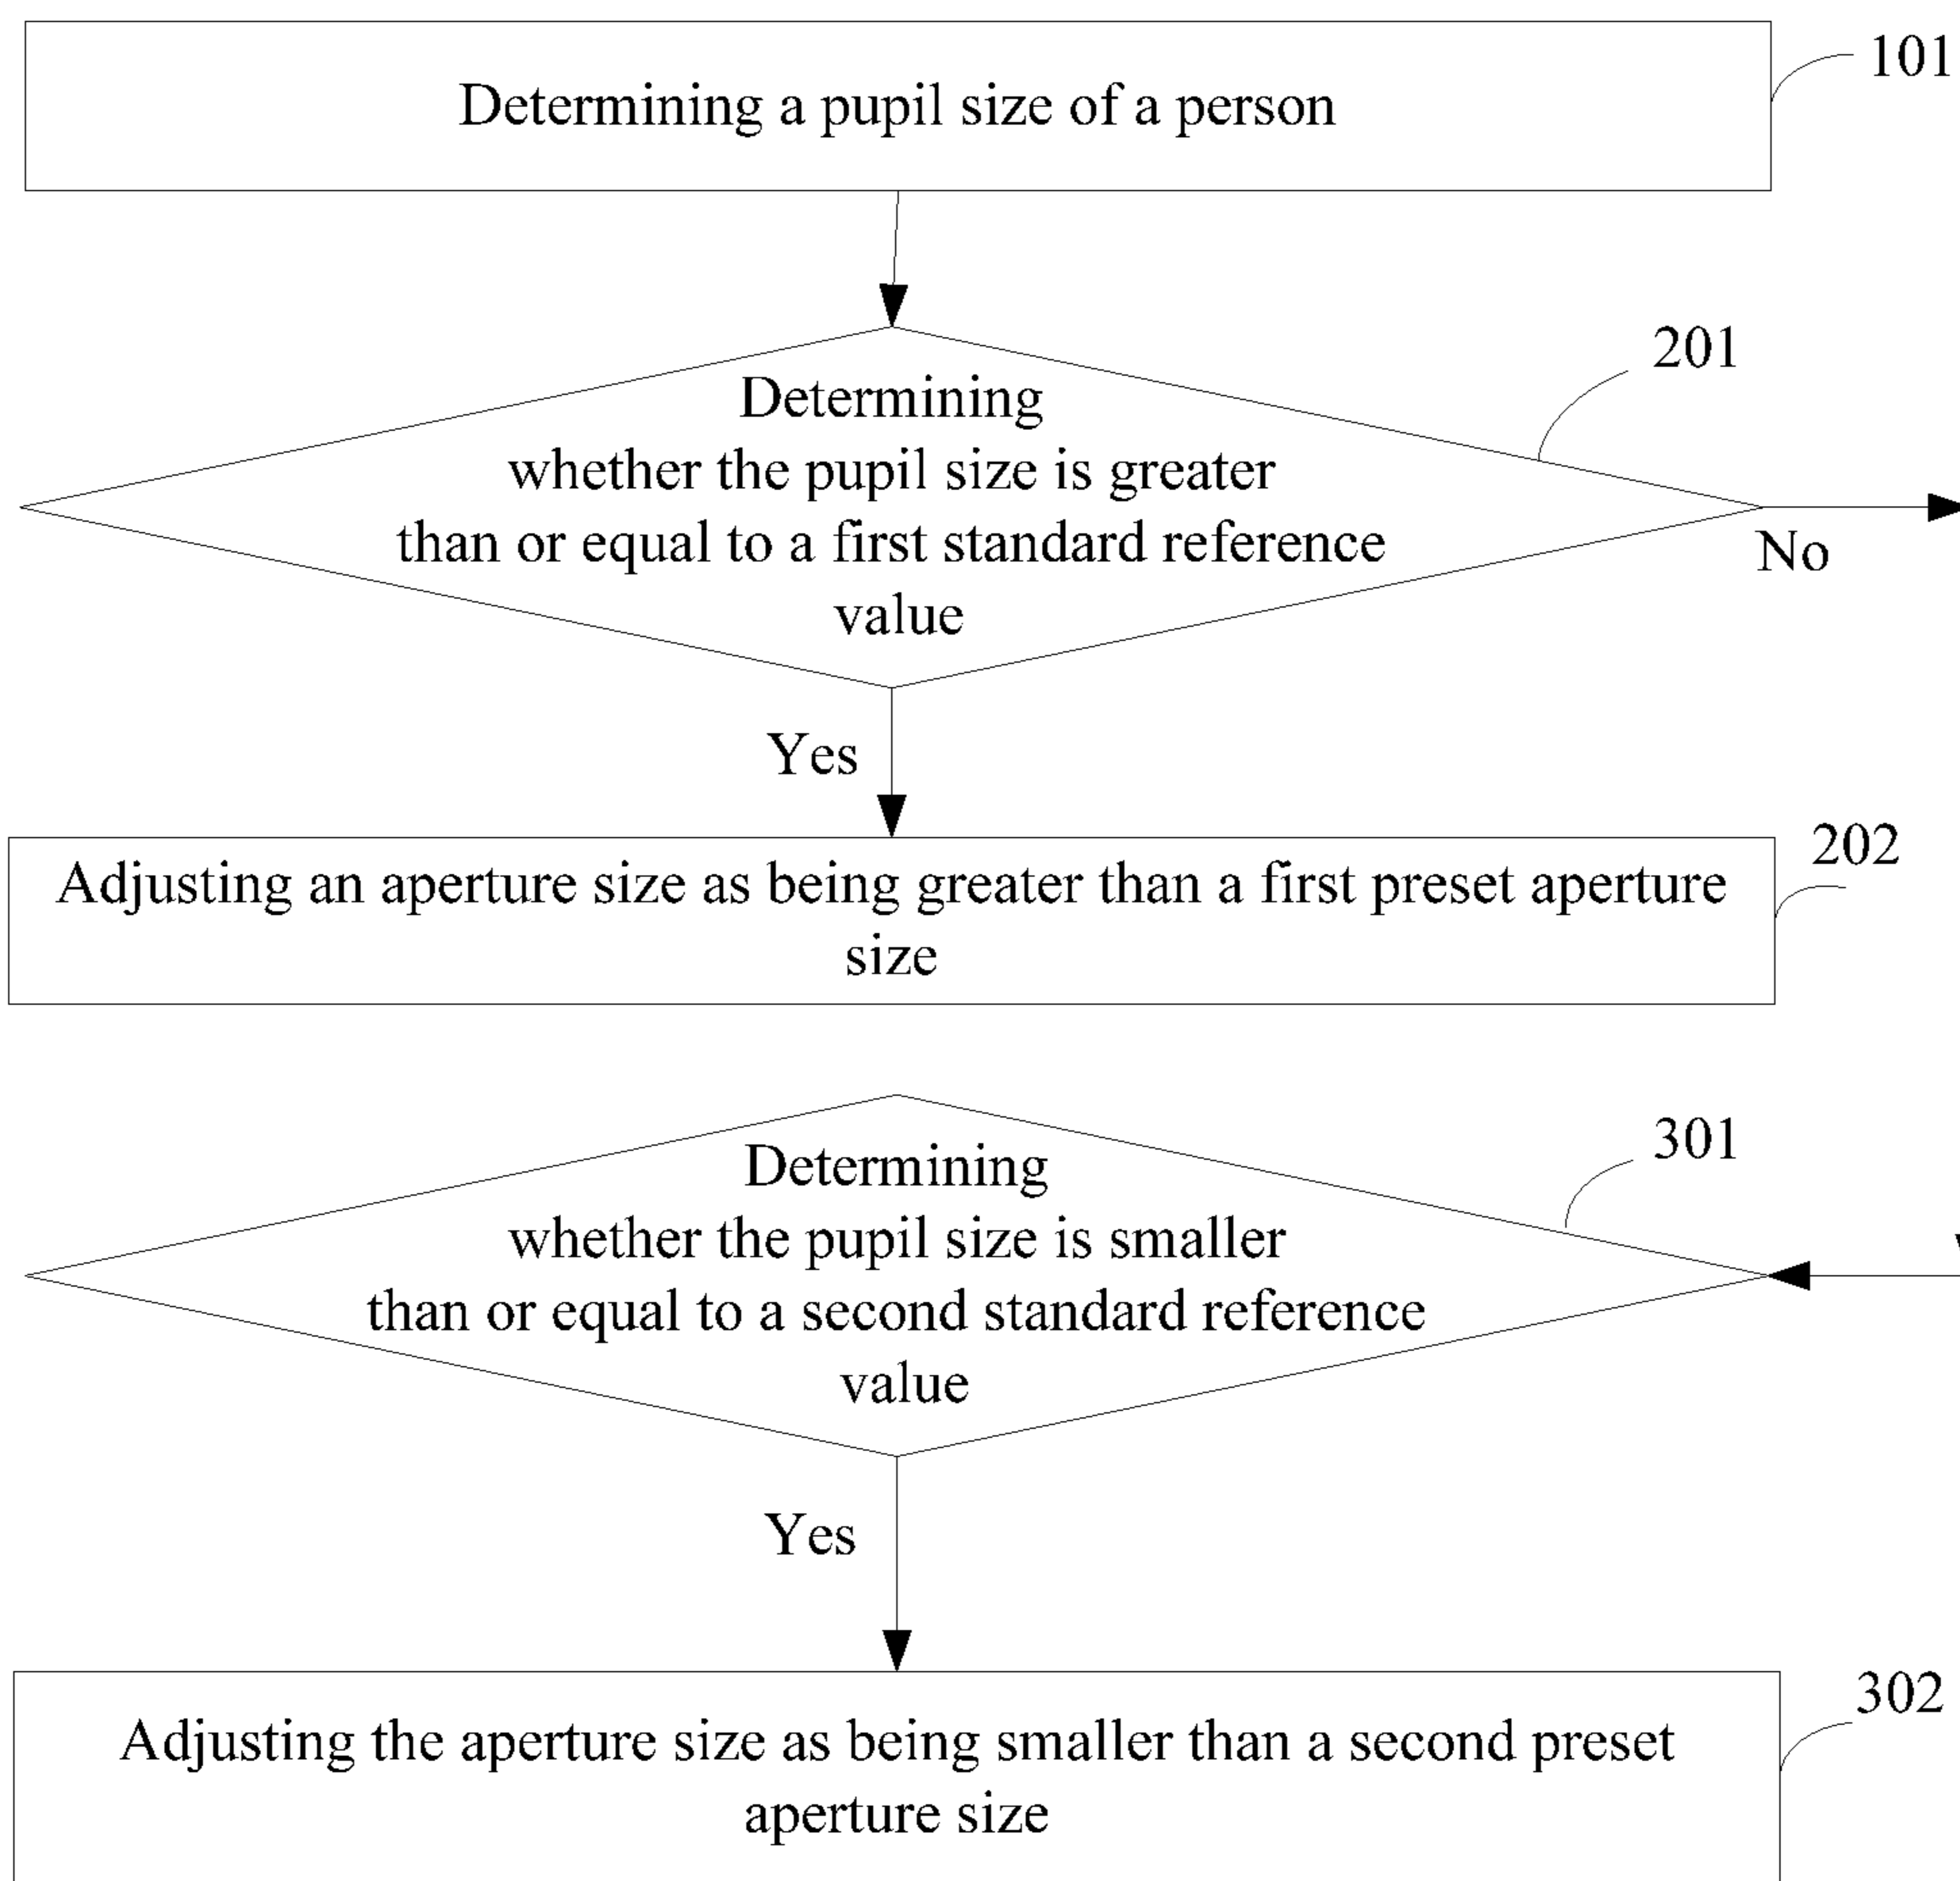 101
Determining a pupil size of a person
201
Determining
whether the pupil size is greater
than or equal to a first standard reference
value
No
Yes
202
Adjusting an aperture size as being greater than a first preset aperture
size
301
Determining
whether the pupil size is smaller
than or equal to a second standard reference
value
Yes
302
Adjusting the aperture size as being smaller than a second preset
aperture size